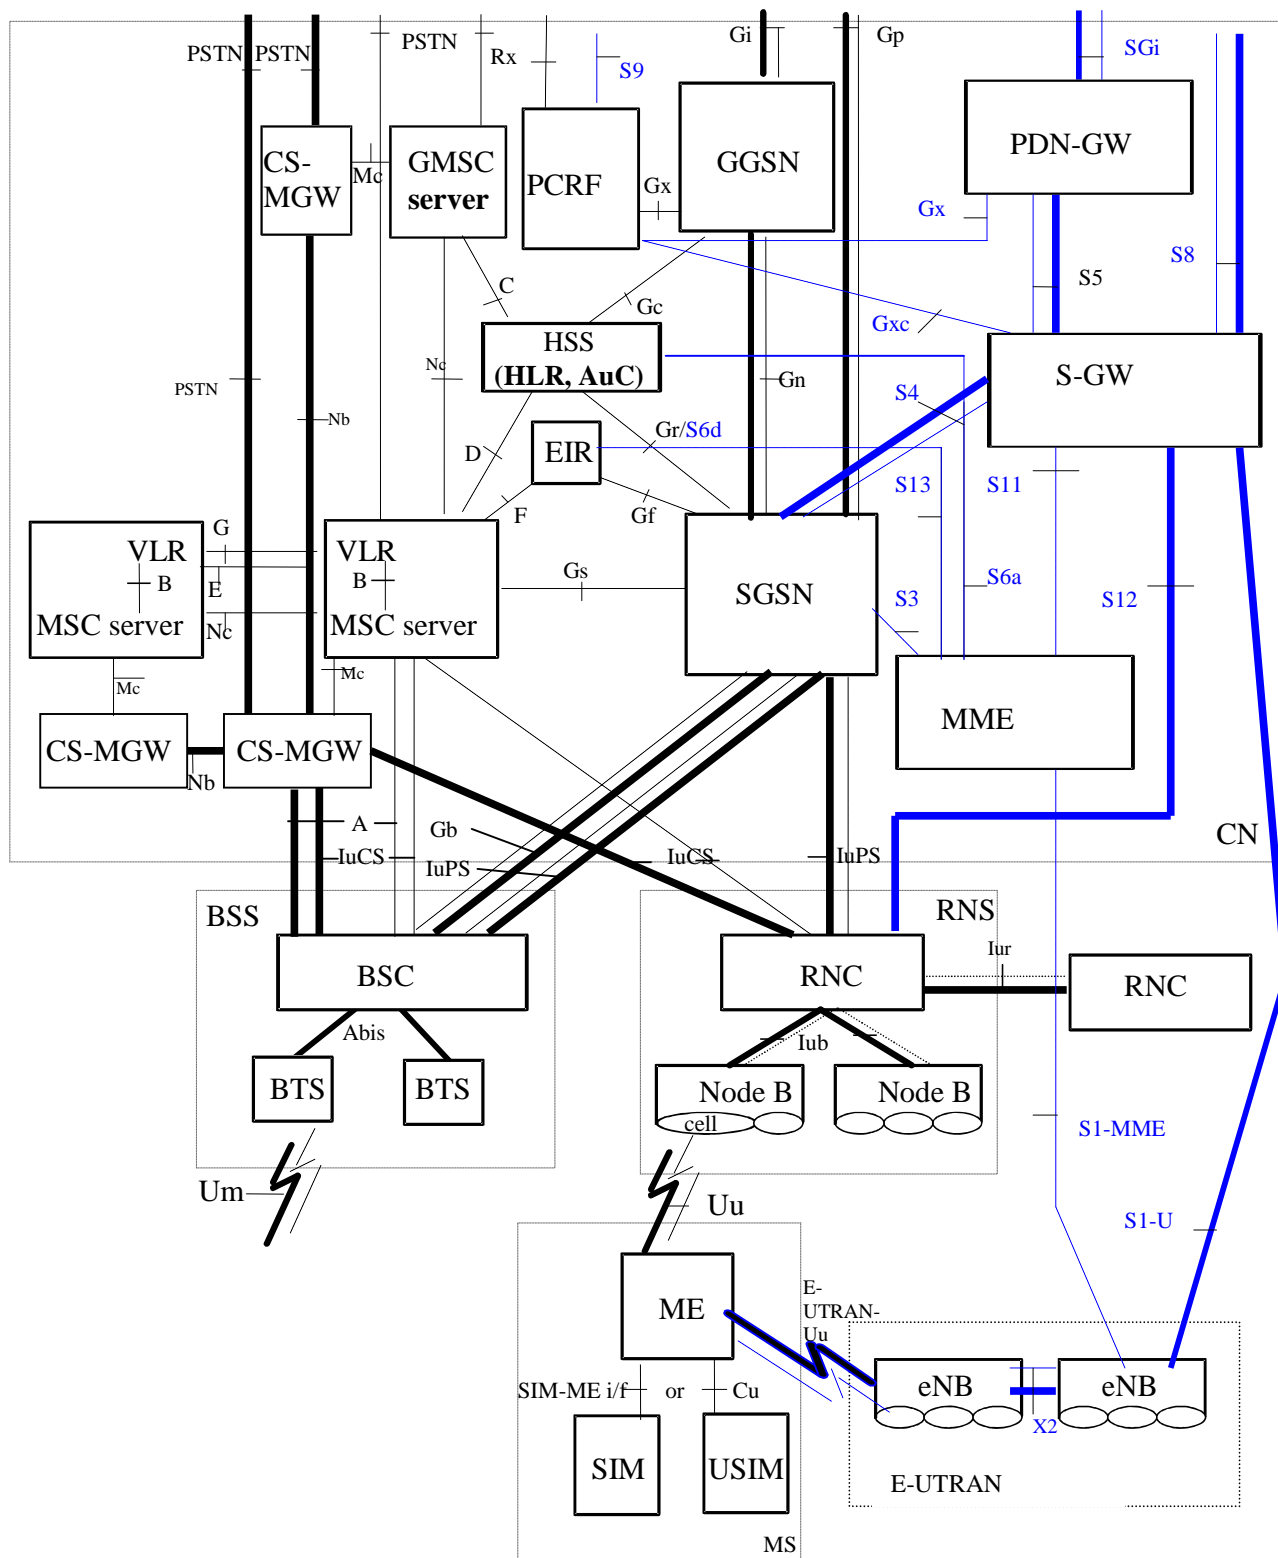 PSTN PSTN PSTN Rx S9 Gi Gp SGi
CS-
MGW
Mc
GMSC
server
PCRF
Gx
GGSN
PDN-GW
Gx
S8
S5
C
Gc
Gxc
HSS
(HLR, AuC)
S-GW
PSTN
Nc
Gn
S4
Nb
D
EIR
Gr/S6d
S13
S11
F
Gf
G
VLR
B
E
MSC server
Nc
VLR
B
MSC server
Gs
SGSN
S3
S6a
S12
Mc
Mc
CS-MGW
Nb
CS-MGW
MME
A
Gb
CN
IuCS
IuPS
IuCS
IuPS
BSS
RNS
BSC
RNC
Iur
RNC
Abis
Iub
BTS
BTS
Node B
cell
Node B
S1-MME
Um
Uu
S1-U
ME
E-
UTRAN-
Uu
SIM-ME i/f
or
Cu
eNB
X2
eNB
SIM
USIM
E-UTRAN
MS